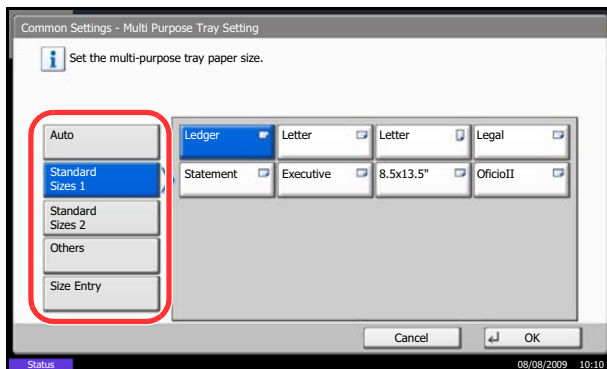 Common Settings - Multi Purpose Tray Setting
Set the multi-purpose tray paper size.
Auto
Standard
Sizes 1
Standard
Sizes 2
Others
Size Entry
Ledger
Letter
Letter
Legal
Statement
Executive
8.5x13.5"
OficioII
Cancel
OK
Status
08/08/2009 10:10